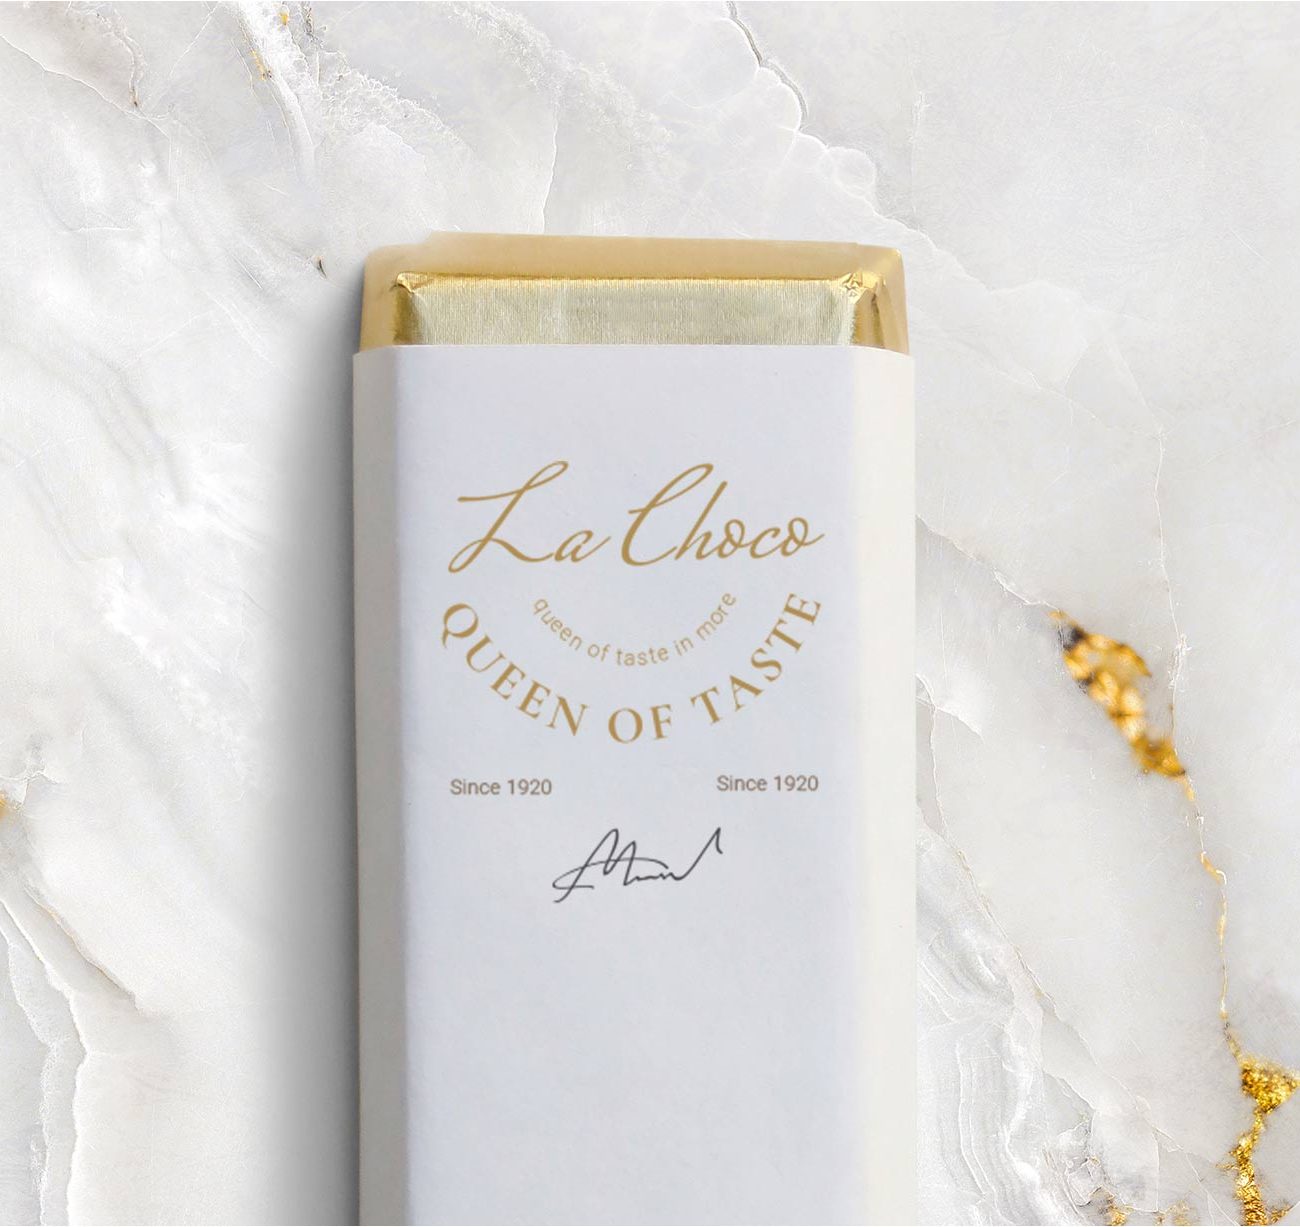 La Choco
queen of taste in more
QUEEN OF TASTE
Since 1920
Since 1920